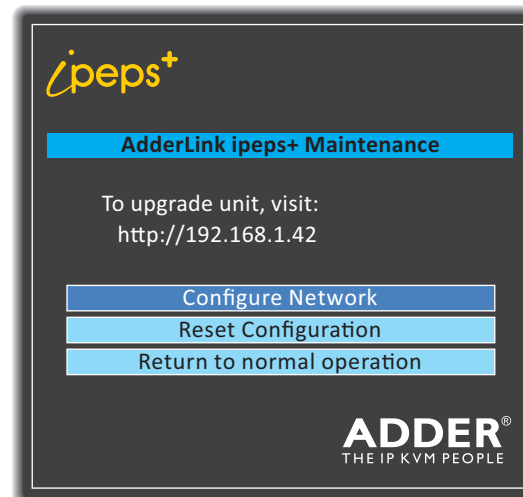 ipeps+
AdderLink ipeps+ Maintenance
To upgrade unit, visit:
http://192.168.1.42
Configure Network
Reset Configuration
Return to normal operation
ADDER®
THE IP KVM PEOPLE